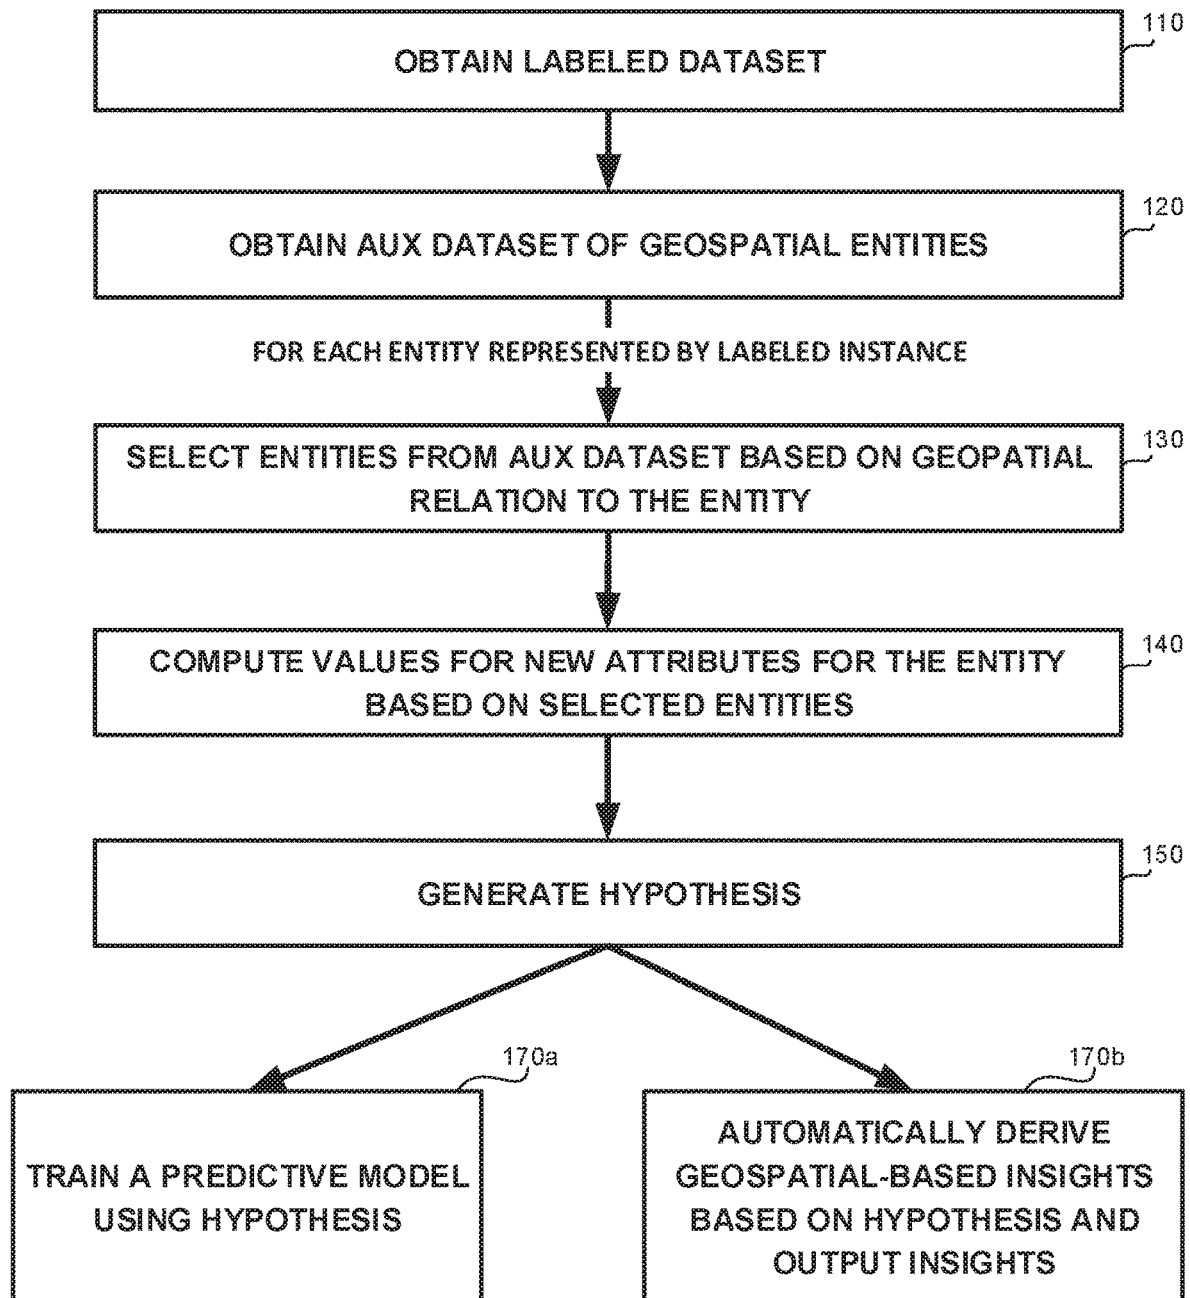 110
OBTAIN LABELED DATASET
120
OBTAIN AUX DATASET OF GEOSPATIAL ENTITIES
FOR EACH ENTITY REPRESENTED BY LABELED INSTANCE
130
SELECT ENTITIES FROM AUX DATASET BASED ON GEOPATIAL
RELATION TO THE ENTITY
140
COMPUTE VALUES FOR NEW ATTRIBUTES FOR THE ENTITY
BASED ON SELECTED ENTITIES
150
GENERATE HYPOTHESIS
170a
TRAIN A PREDICTIVE MODEL
USING HYPOTHESIS
170b
AUTOMATICALLY DERIVE
GEOSPATIAL-BASED INSIGHTS
BASED ON HYPOTHESIS AND
OUTPUT INSIGHTS